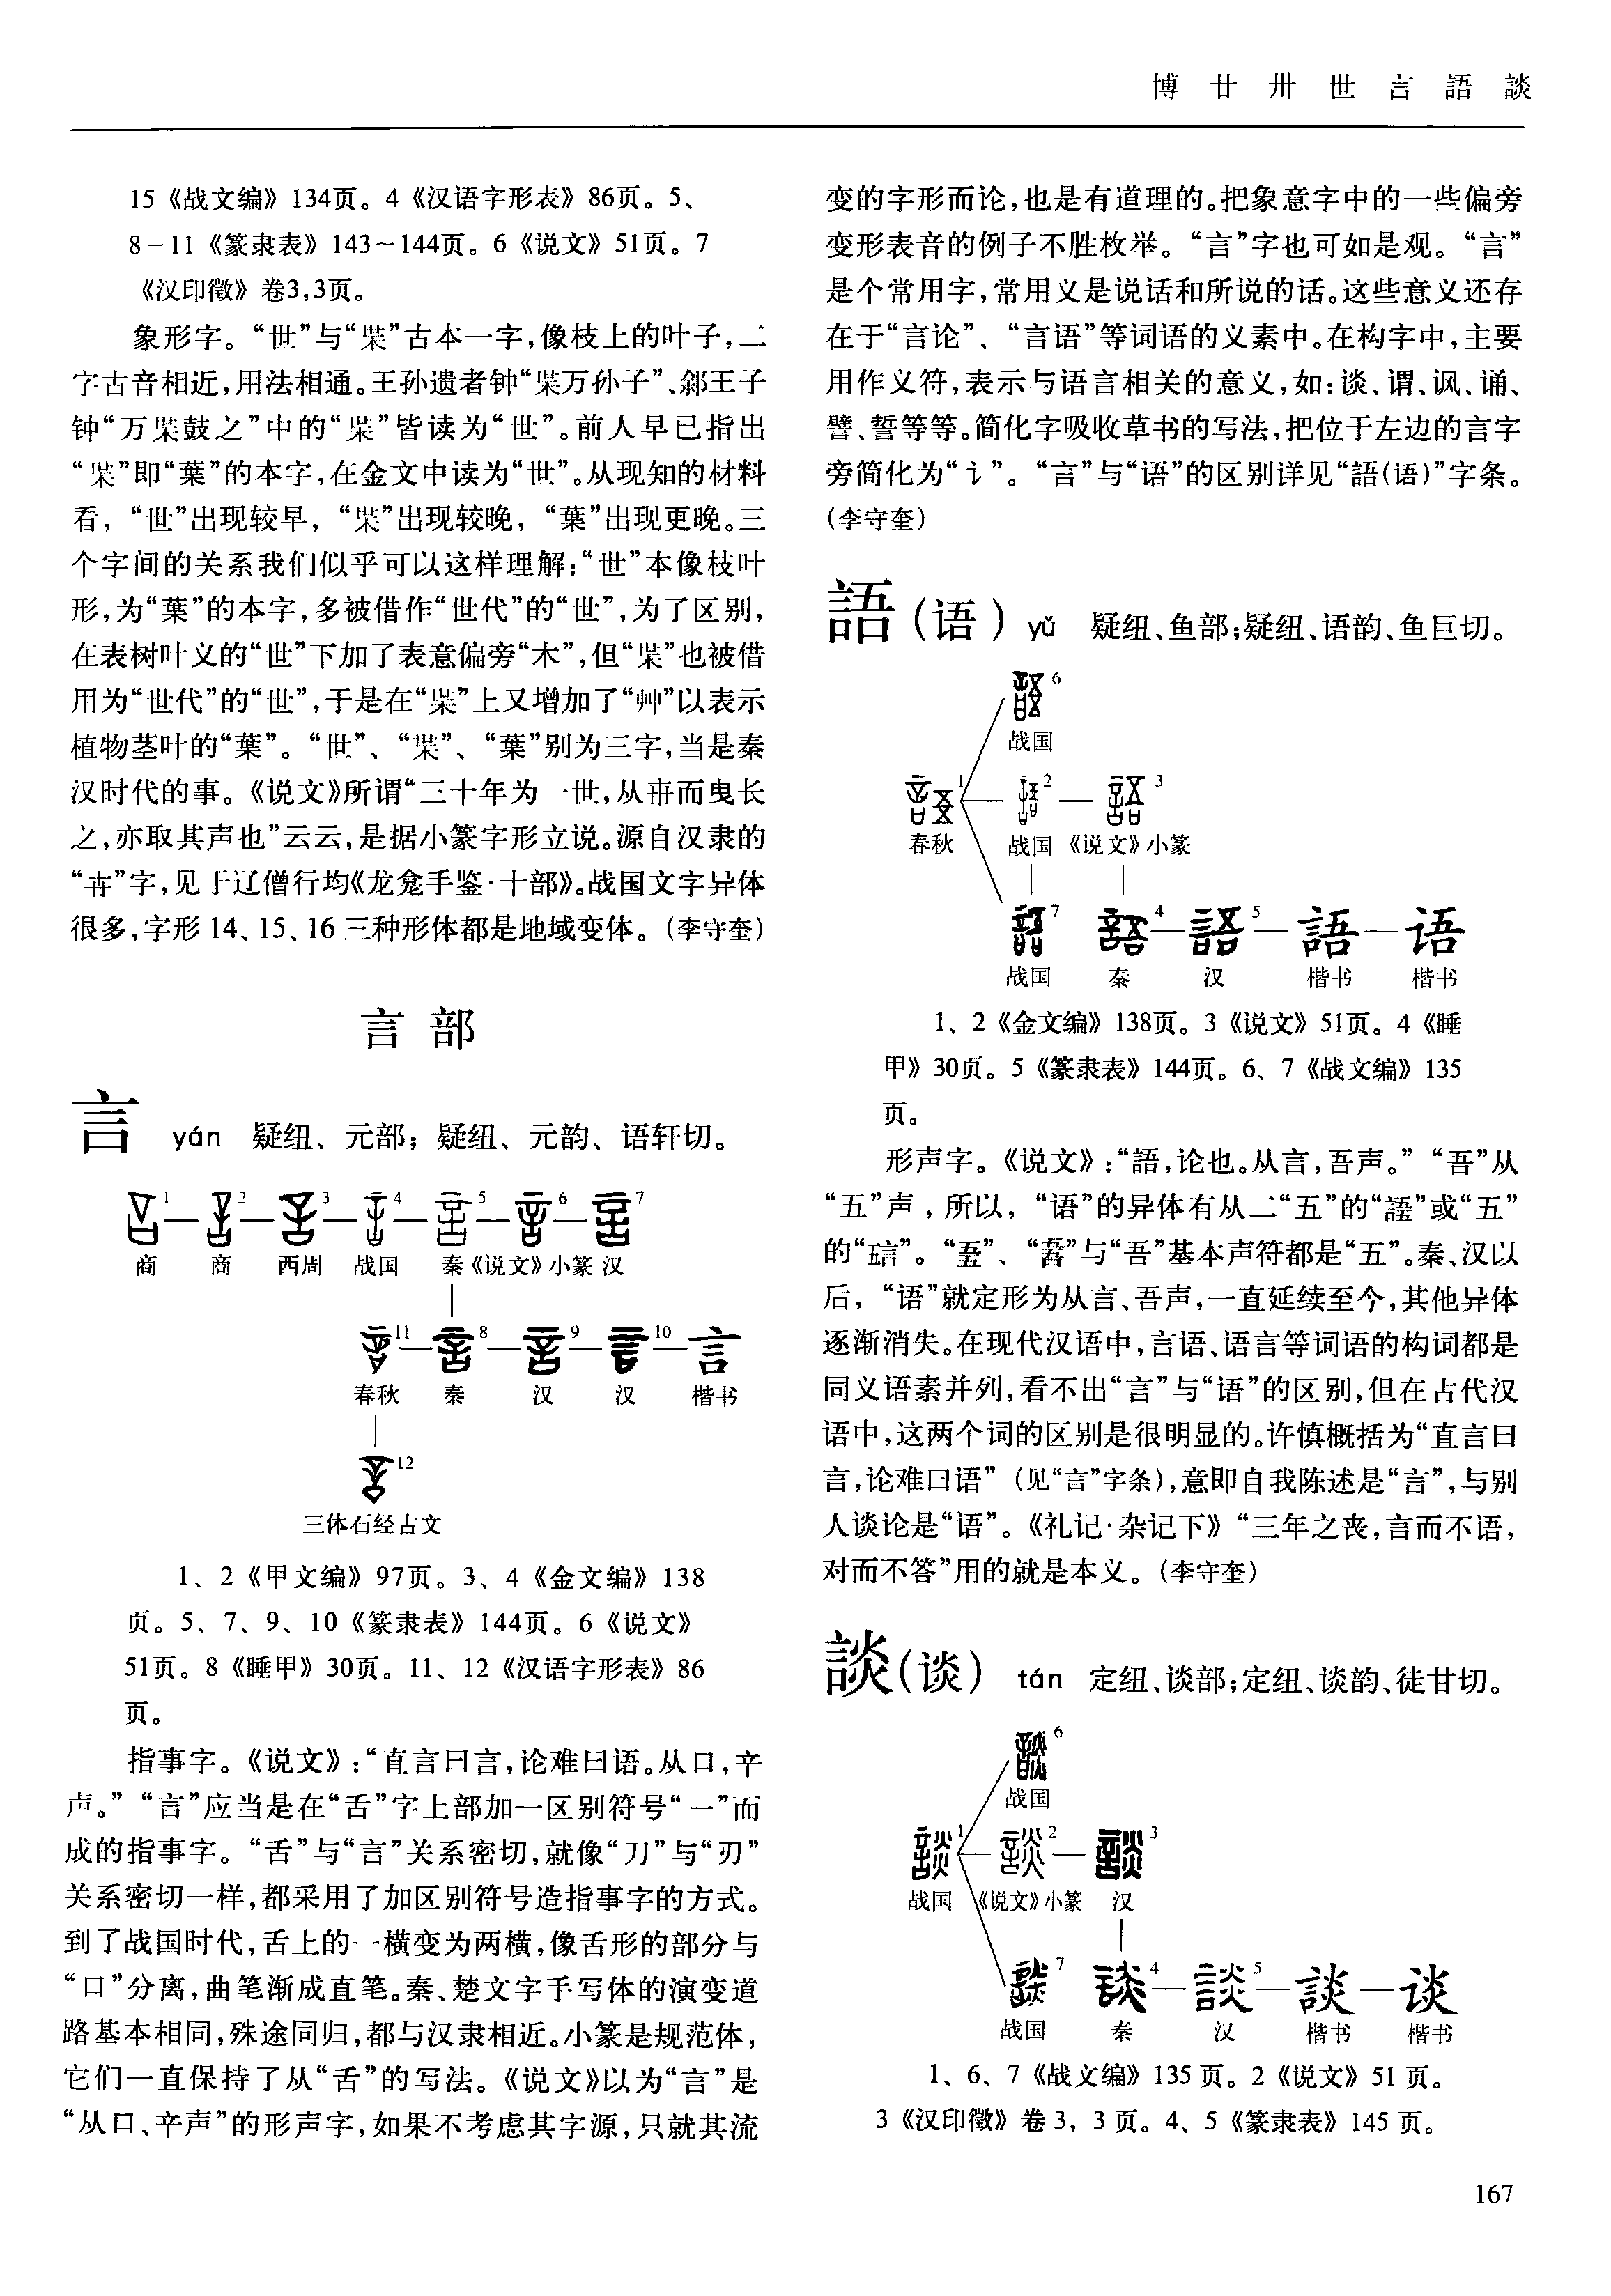 博 廿 卅 世 言 語 談
15《战文编》134页。4《汉语字形表》86页。5、
8－11《篆隶表》143～144页。6《说文》51页。7
《汉印徵》卷3,3页。
象形字。“世”与“枼”古本一字,像枝上的叶子,二
字古音相近,用法相通。王孙遗者钟“枼万孙子”、䣄王子
钟“万枼鼓之”中的“枼”皆读为“世”。前人早已指出
“枼”即“葉”的本字,在金文中读为“世”。从现知的材料
看，“世”出现较早，“枼”出现较晚，“葉”出现更晚。三
个字间的关系我们似乎可以这样理解:“世”本像枝叶
形,为“葉”的本字,多被借作“世代”的“世”,为了区别,
在表树叶义的“世”下加了表意偏旁“木”,但“枼”也被借
用为“世代”的“世”,于是在“枼”上又增加了“艸”以表示
植物茎叶的“葉”。“世”、“枼”、“葉”别为三字,当是秦
汉时代的事。《说文》所谓“三十年为一世,从卅而曳长
之,亦取其声也”云云,是据小篆字形立说。源自汉隶的
“”字,见于辽僧行均《龙龛手鉴·十部》。战国文字异体
很多,字形14、15、16三种形体都是地域变体。(李守奎)
言 部
言 yán 疑纽、元部；疑纽、元韵、语轩切。
1 2 3 4 5 6 7
商 商 西周 战国 秦《说文》小篆 汉
11 8 9 10 言
春秋 秦 汉 汉 楷书
12
三体石经古文
1、2《甲文编》97页。3、4《金文编》138
页。5、7、9、10《篆隶表》144页。6《说文》
51页。8《睡甲》30页。11、12《汉语字形表》86
页。
指事字。《说文》:“直言曰言,论难曰语。从口,䇂
声。”“言”应当是在“舌”字上部加一区别符号“一”而
成的指事字。“舌”与“言”关系密切,就像“刀”与“刃”
关系密切一样,都采用了加区别符号造指事字的方式。
到了战国时代,舌上的一横变为两横,像舌形的部分与
“口”分离,曲笔渐成直笔。秦、楚文字手写体的演变道
路基本相同,殊途同归,都与汉隶相近。小篆是规范体,
它们一直保持了从“舌”的写法。《说文》以为“言”是
“从口、䇂声”的形声字,如果不考虑其字源,只就其流
变的字形而论,也是有道理的。把象意字中的一些偏旁
变形表音的例子不胜枚举。“言”字也可如是观。“言”
是个常用字,常用义是说话和所说的话。这些意义还存
在于“言论”、“言语”等词语的义素中。在构字中,主要
用作义符,表示与语言相关的意义,如:谈、谓、讽、诵、
譬、誓等等。简化字吸收草书的写法,把位于左边的言字
旁简化为“讠”。“言”与“语”的区别详见“語(语)”字条。
(李守奎)
語(语) yǔ 疑纽、鱼部;疑纽、语韵、鱼巨切。
6
战国
1 2 3
春秋 战国《说文》小篆
7 4 5 語 语
战国 秦 汉 楷书 楷书
1、2《金文编》138页。3《说文》51页。4《睡
甲》30页。5《篆隶表》144页。6、7《战文编》135
页。
形声字。《说文》:“語,论也。从言,吾声。”“吾”从
“五”声，所以，“语”的异体有从二“五”的“”或“五”
的“”。“”、“”与“吾”基本声符都是“五”。秦、汉以
后，“语”就定形为从言、吾声,一直延续至今,其他异体
逐渐消失。在现代汉语中,言语、语言等词语的构词都是
同义语素并列,看不出“言”与“语”的区别,但在古代汉
语中,这两个词的区别是很明显的。许慎概括为“直言曰
言,论难曰语”(见“言”字条),意即自我陈述是“言”,与别
人谈论是“语”。《礼记·杂记下》“三年之丧,言而不语,
对而不答”用的就是本义。(李守奎)
談(谈) tán 定纽、谈部;定纽、谈韵、徒甘切。
6
战国
1 2 3
战国《说文》小篆 汉
7 4 5 談 谈
战国 秦 汉 楷书 楷书
1、6、7《战文编》135页。2《说文》51页。
3《汉印徵》卷3，3页。4、5《篆隶表》145页。
167